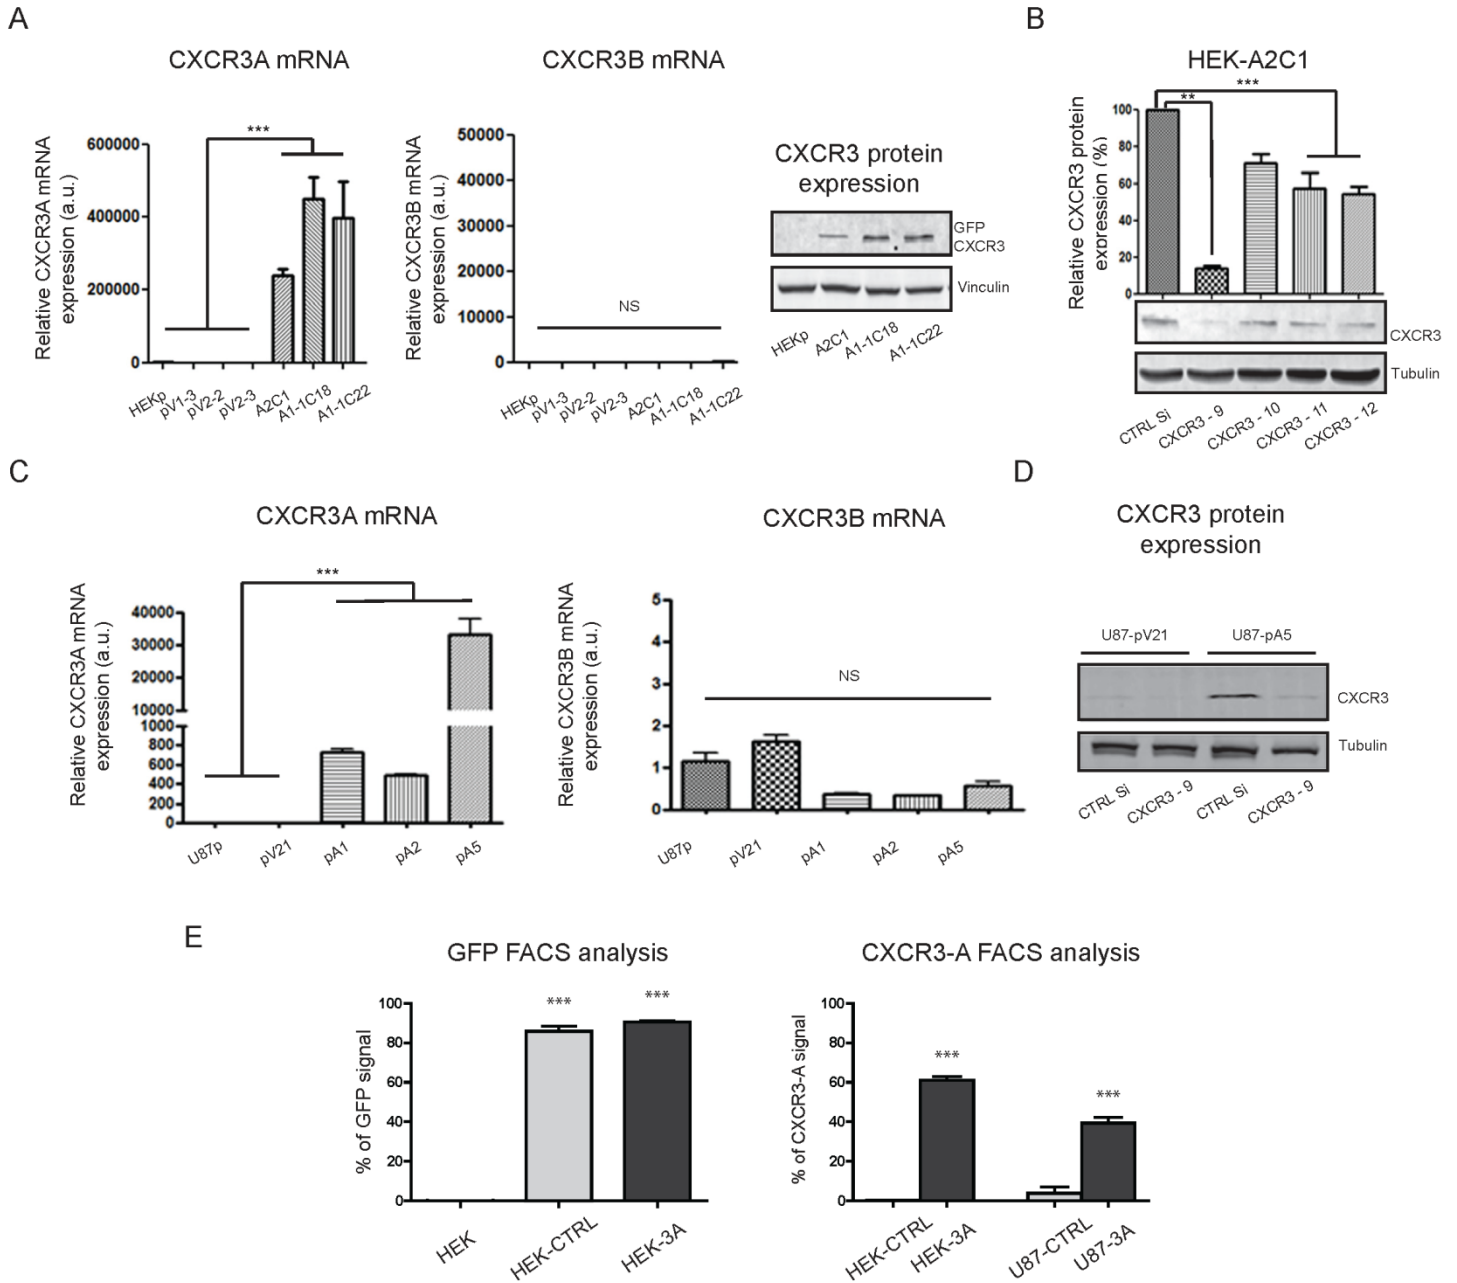 A
CXCR3A mRNA
Relative CXCR3A mRNA
expression (a.u.)
600000
400000
200000
0
***
HEKp
pV1-3
pV2-2
pV2-3
A2C1
A1-1C18
A1-1C22
CXCR3B mRNA
Relative CXCR3B mRNA
expression (a.u.)
50000
40000
30000
20000
10000
0
NS
HEKp
pV1-3
pV2-2
pV2-3
A2C1
A1-1C18
A1-1C22
CXCR3 protein
expression
GFP
CXCR3
Vinculin
HEKp
A2C1
A1-1C18
A1-1C22
B
HEK-A2C1
Relative CXCR3 protein
expression (%)
100
80
60
40
20
0
***
**
CXCR3
Tubulin
CTRL Si
CXCR3 - 9
CXCR3 - 10
CXCR3 - 11
CXCR3 - 12
C
CXCR3A mRNA
Relative CXCR3A mRNA
expression (a.u.)
40000
30000
20000
10000
1000
800
600
400
200
0
***
U87p
pV21
pA1
pA2
pA5
CXCR3B mRNA
Relative CXCR3B mRNA
expression (a.u.)
5
4
3
2
1
0
NS
U87p
pV21
pA1
pA2
pA5
D
CXCR3 protein
expression
U87-pV21
U87-pA5
CXCR3
Tubulin
CTRL Si
CXCR3 - 9
CTRL Si
CXCR3 - 9
E
GFP FACS analysis
% of GFP signal
100
80
60
40
20
0
***
***
HEK
HEK-CTRL
HEK-3A
CXCR3-A FACS analysis
% of CXCR3-A signal
100
80
60
40
20
0
***
***
HEK-CTRL
HEK-3A
U87-CTRL
U87-3A